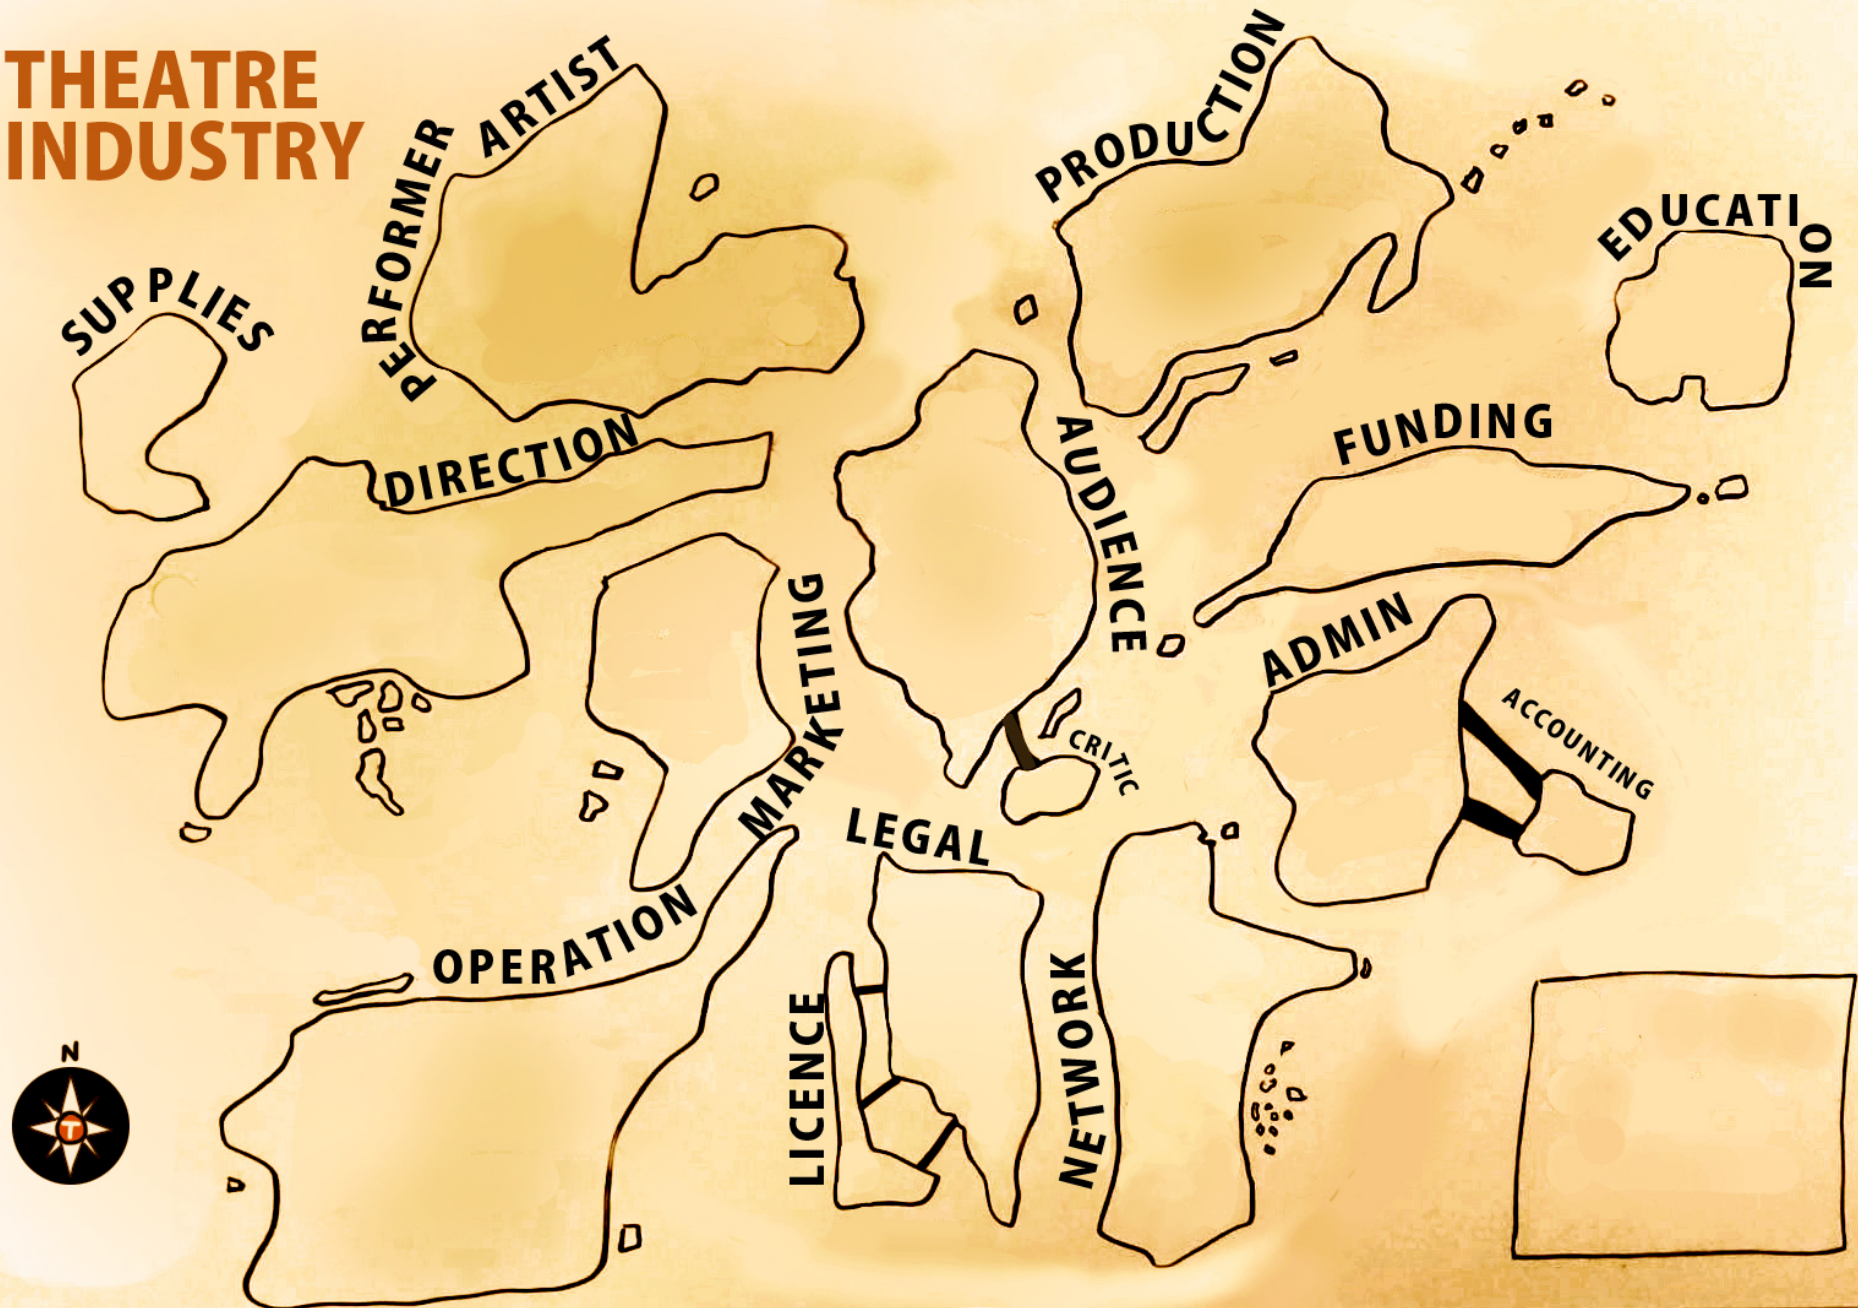 THEATRE
INDUSTRY
PERFORMER ARTIST
PRODUCTION
EDUCATION
SUPPLIES
DIRECTION
AUDIENCE
FUNDING
MARKETING
ADMIN
ACCOUNTING
CRITIC
LEGAL
OPERATION
LICENCE
NETWORK
N
T